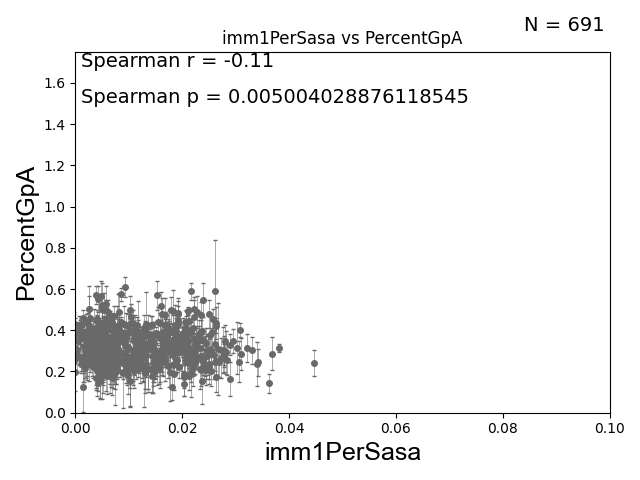 N = 691
imm1PerSasa vs PercentGpA
Spearman r = -0.11
Spearman p = 0.005004028876118545
PercentGpA
1.6
1.4
1.2
1.0
0.8
0.6
0.4
0.2
0.0
0.00 0.02 0.04 0.06 0.08 0.10
imm1PerSasa